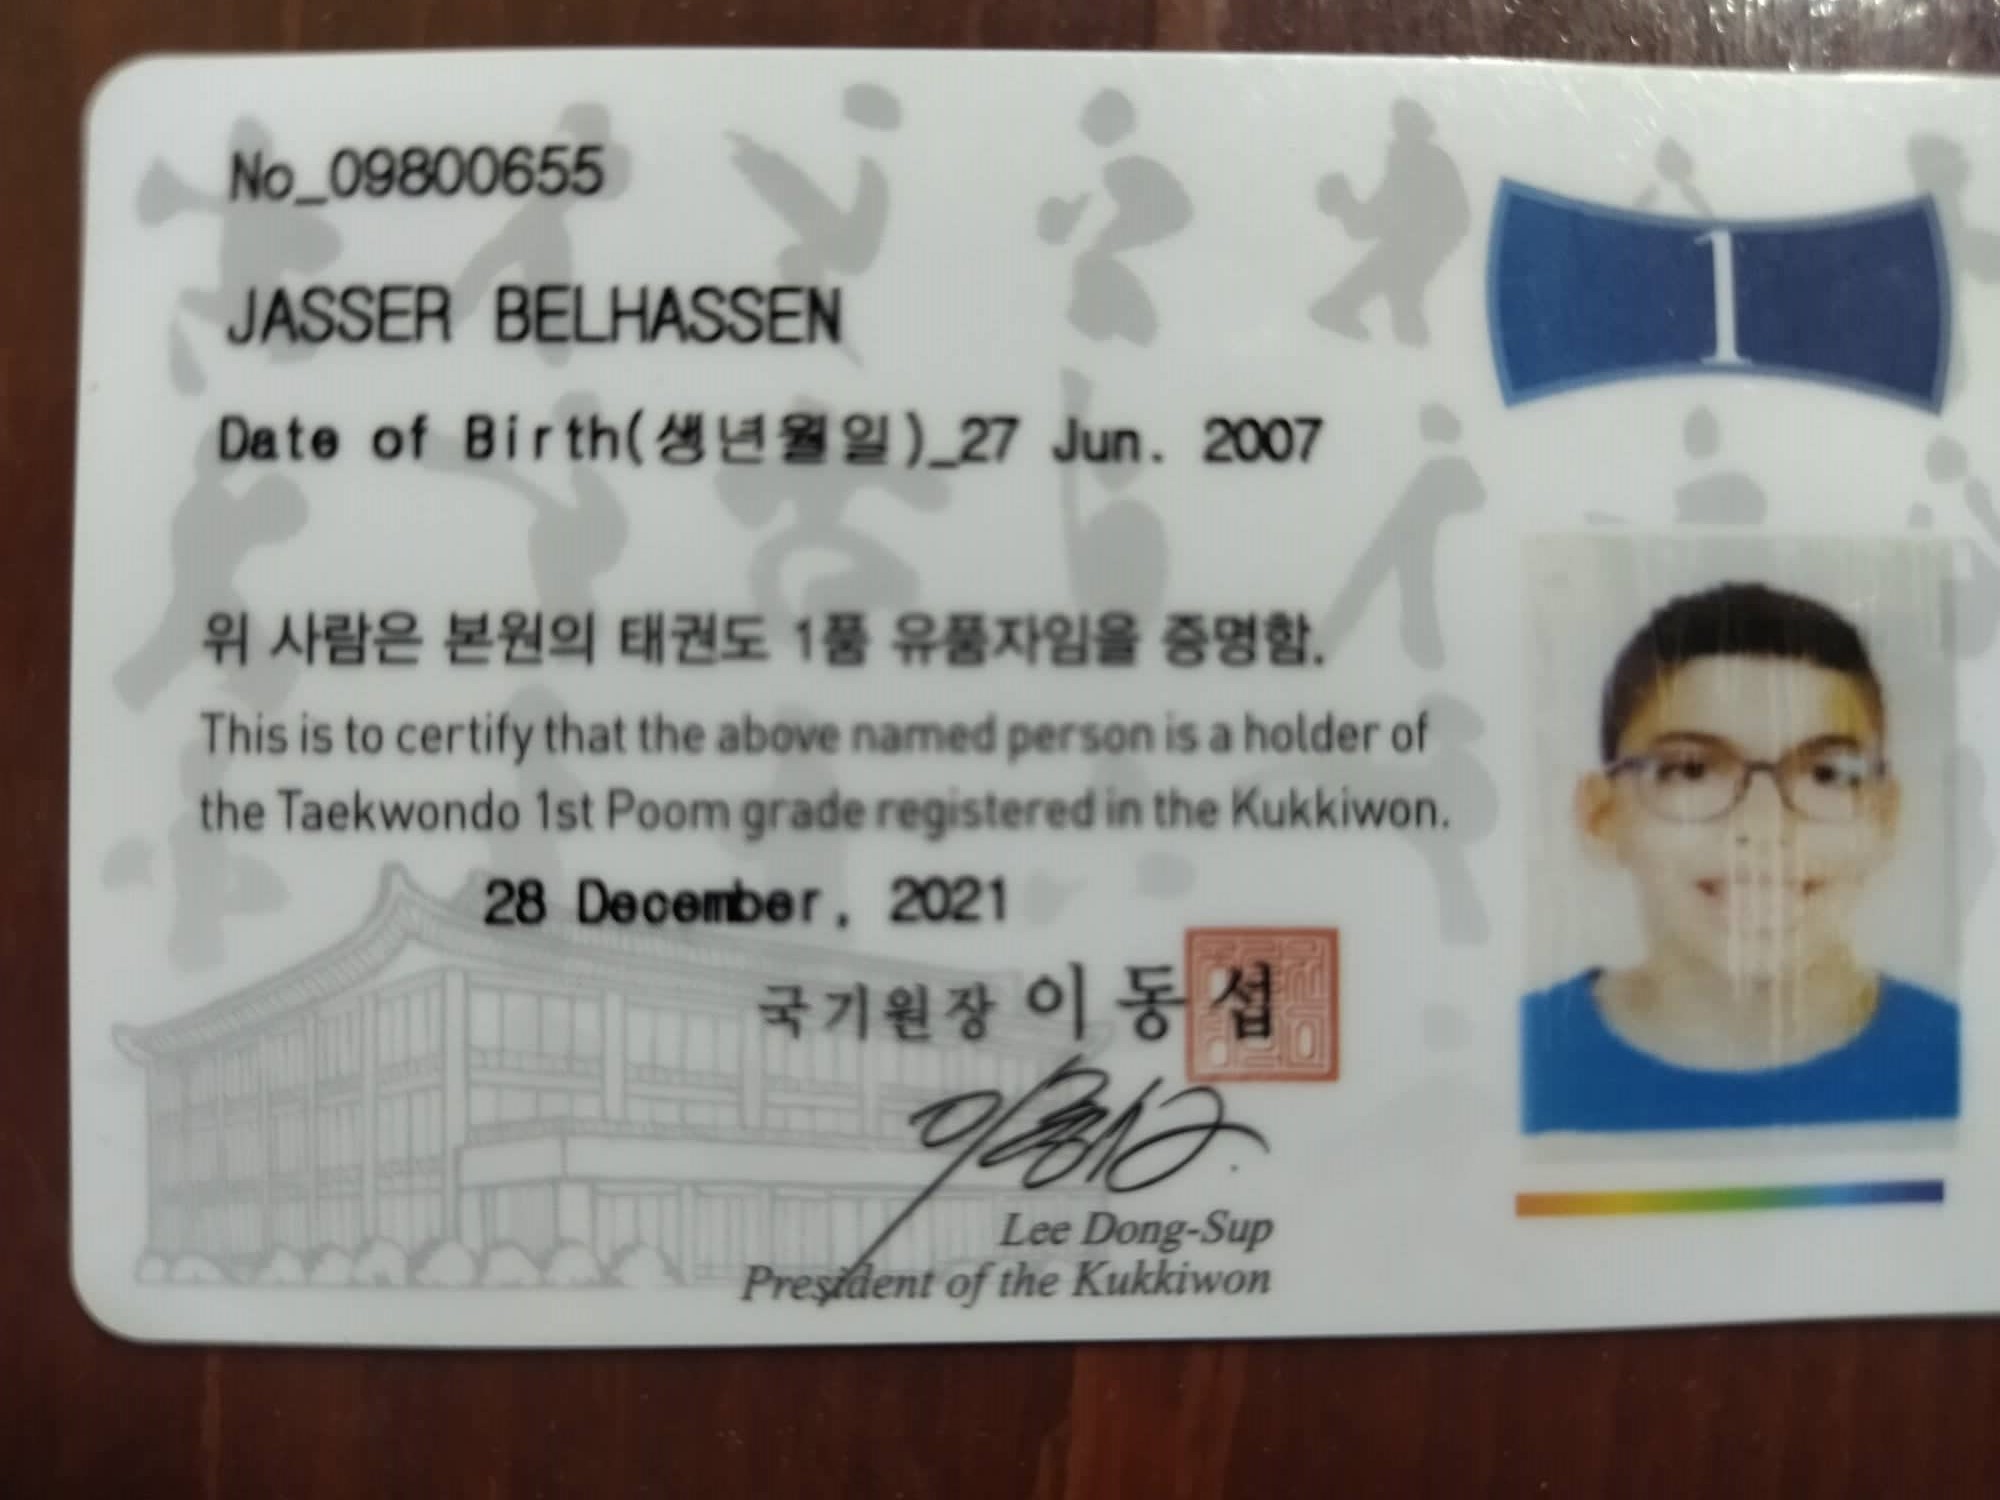 No_09800655
1
JASSER BELHASSEN
Date of Birth(생년월일)_27 Jun. 2007
위 사람은 본원의 태권도 1품 유품자임을 증명함.
This is to certify that the above named person is a holder of
the Taekwondo 1st Poom grade registered in the Kukkiwon.
28 December, 2021
국기원장 이동섭
Lee Dong-Sup
President of the Kukkiwon